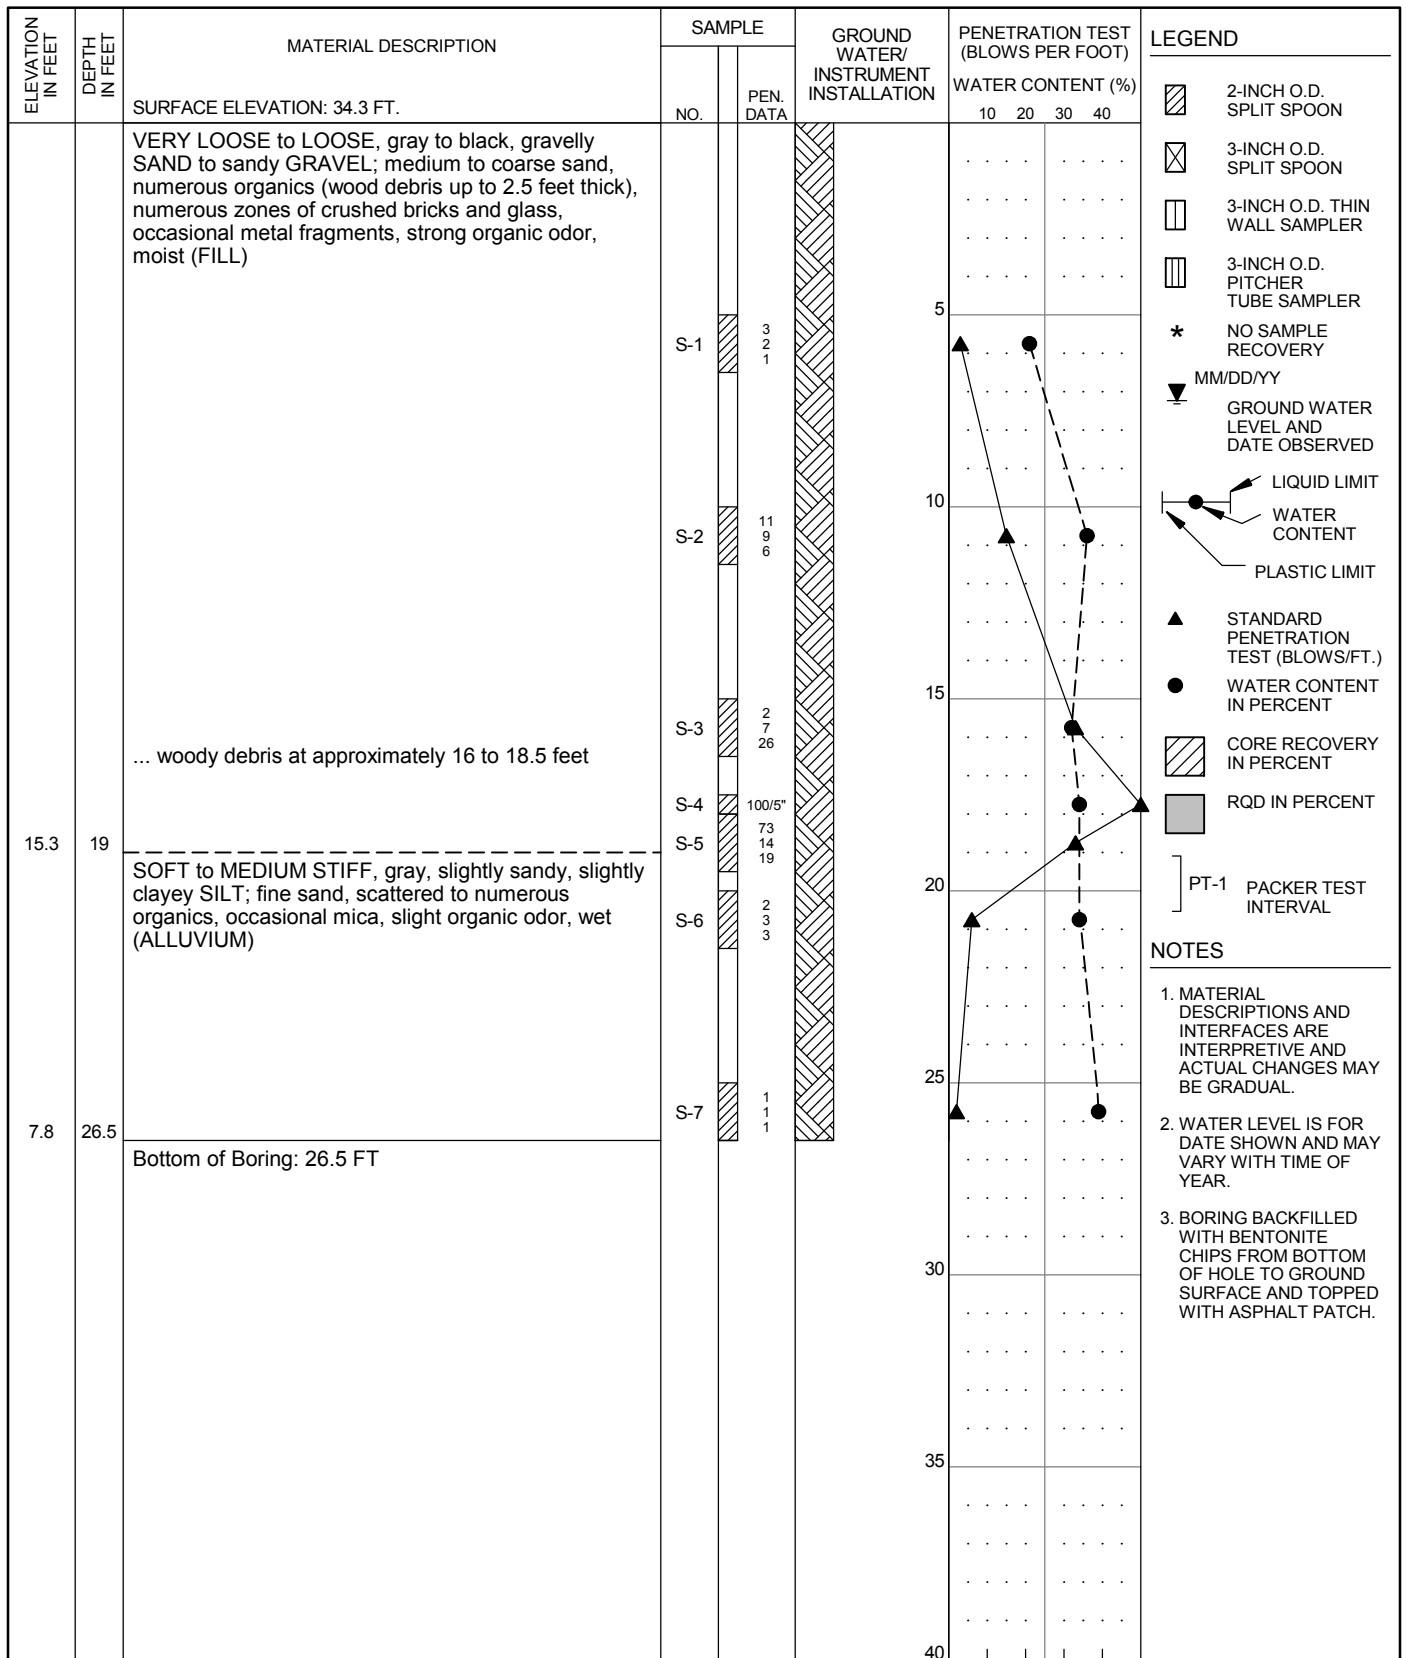 ELEVATION
IN FEET
DEPTH
IN FEET
MATERIAL DESCRIPTION
SURFACE ELEVATION: 34.3 FT.
SAMPLE
NO.
PEN.
DATA
GROUND
WATER/
INSTRUMENT
INSTALLATION
PENETRATION TEST
(BLOWS PER FOOT)
WATER CONTENT (%)
10 20 30 40
VERY LOOSE to LOOSE, gray to black, gravelly
SAND to sandy GRAVEL; medium to coarse sand,
numerous organics (wood debris up to 2.5 feet thick),
numerous zones of crushed bricks and glass,
occasional metal fragments, strong organic odor,
moist (FILL)
5
S-1
3
2
1
10
S-2
11
9
6
15
S-3
2
7
26
... woody debris at approximately 16 to 18.5 feet
S-4
100/5"
15.3 19
S-5
73
14
19
SOFT to MEDIUM STIFF, gray, slightly sandy, slightly
clayey SILT; fine sand, scattered to numerous
organics, occasional mica, slight organic odor, wet
(ALLUVIUM)
20
S-6
2
3
3
25
S-7
1
1
1
7.8 26.5
Bottom of Boring: 26.5 FT
30
35
40
LEGEND
2-INCH O.D.
SPLIT SPOON
3-INCH O.D.
SPLIT SPOON
3-INCH O.D. THIN
WALL SAMPLER
3-INCH O.D.
PITCHER
TUBE SAMPLER
* NO SAMPLE
RECOVERY
MM/DD/YY
GROUND WATER
LEVEL AND
DATE OBSERVED
LIQUID LIMIT
WATER
CONTENT
PLASTIC LIMIT
STANDARD
PENETRATION
TEST (BLOWS/FT.)
WATER CONTENT
IN PERCENT
CORE RECOVERY
IN PERCENT
RQD IN PERCENT
PT-1 PACKER TEST
INTERVAL
NOTES
1. MATERIAL
DESCRIPTIONS AND
INTERFACES ARE
INTERPRETIVE AND
ACTUAL CHANGES MAY
BE GRADUAL.
2. WATER LEVEL IS FOR
DATE SHOWN AND MAY
VARY WITH TIME OF
YEAR.
3. BORING BACKFILLED
WITH BENTONITE
CHIPS FROM BOTTOM
OF HOLE TO GROUND
SURFACE AND TOPPED
WITH ASPHALT PATCH.